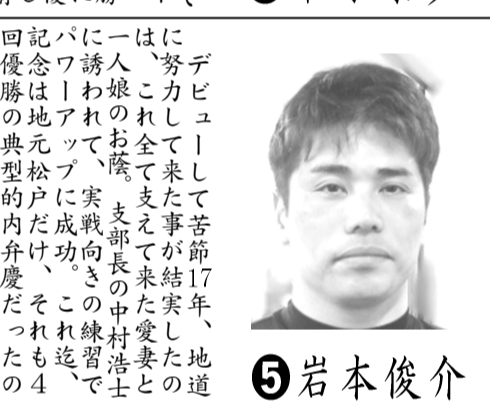 デビューして苦節17年、地道
に努力して来た事が結実したの
は、これ全て支えて来た愛妻と
一人娘のお蔭。支部長の中村浩士
に誘われて、実戦向きの練習で
パワーアップに成功。これ迄、
記念は地元松戸だけ、それも4
回優勝の典型的内弁慶だったの
❺岩本俊介